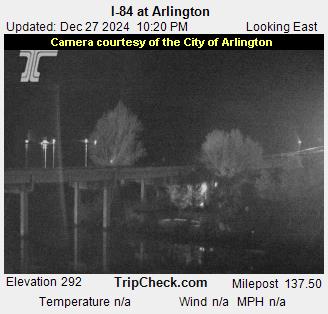 I-84 at Arlington
Updated: Dec 27 2024 10:20 PM Looking East
Camera courtesy of the City of Arlington
Elevation 292 TripCheck.com Milepost 137.50
Temperature n/a Wind n/a MPH n/a